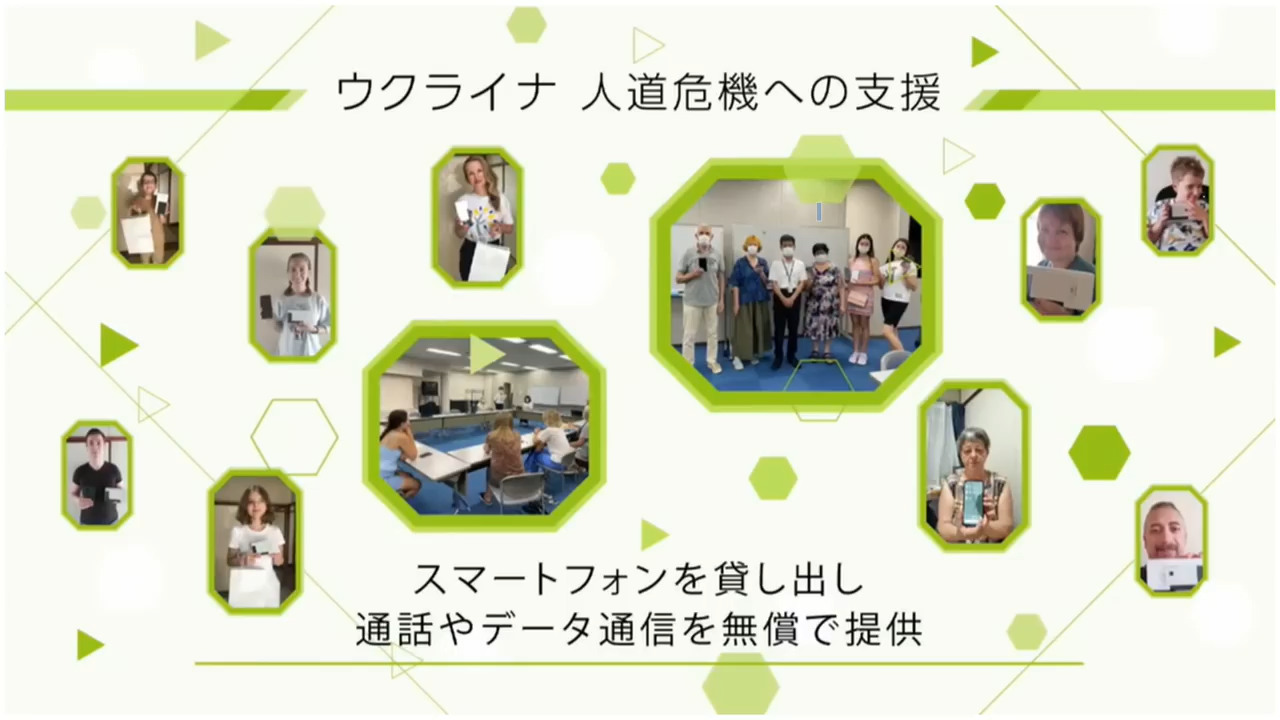 ウクライナ 人道危機への支援
スマートフォンを貸し出し
通話やデータ通信を無償で提供